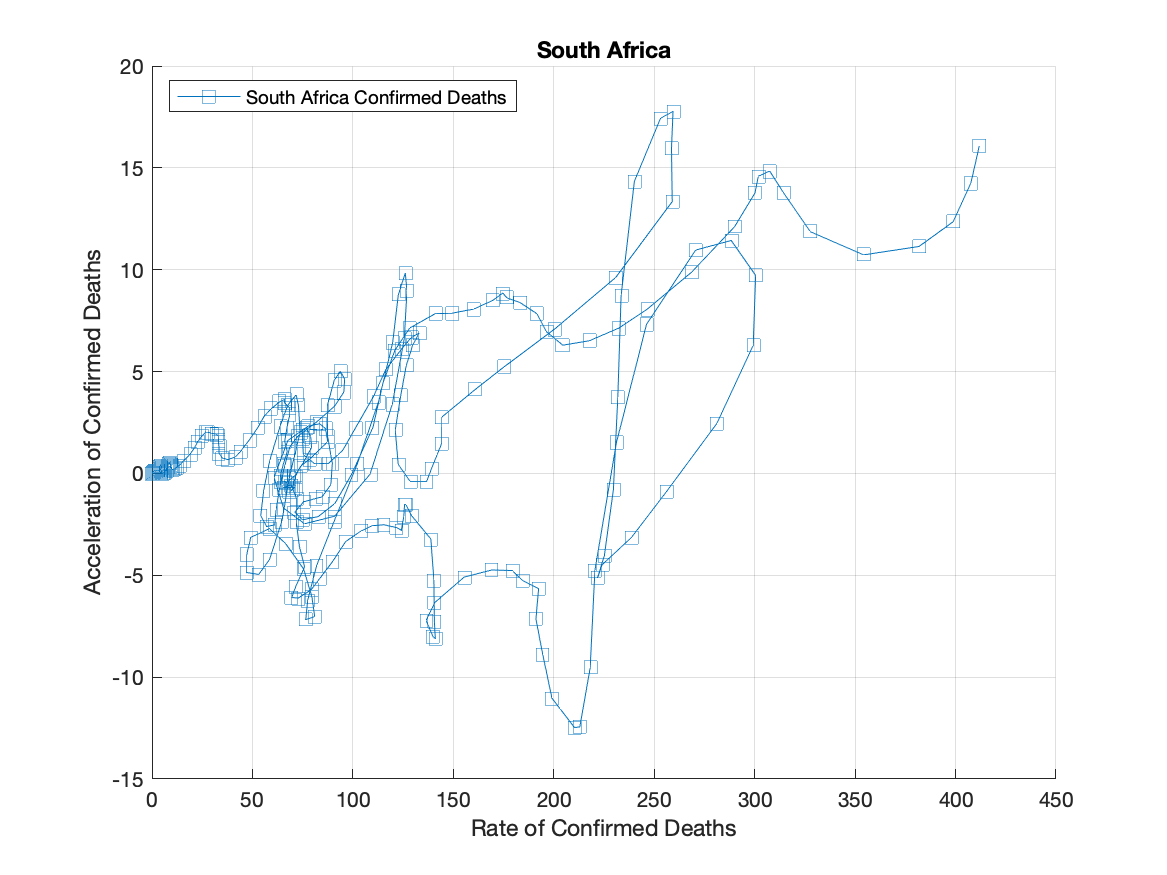 South Africa
South Africa Confirmed Deaths
20
15
10
5
0
-5
-10
-15
0 50 100 150 200 250 300 350 400 450
Acceleration of Confirmed Deaths
Rate of Confirmed Deaths